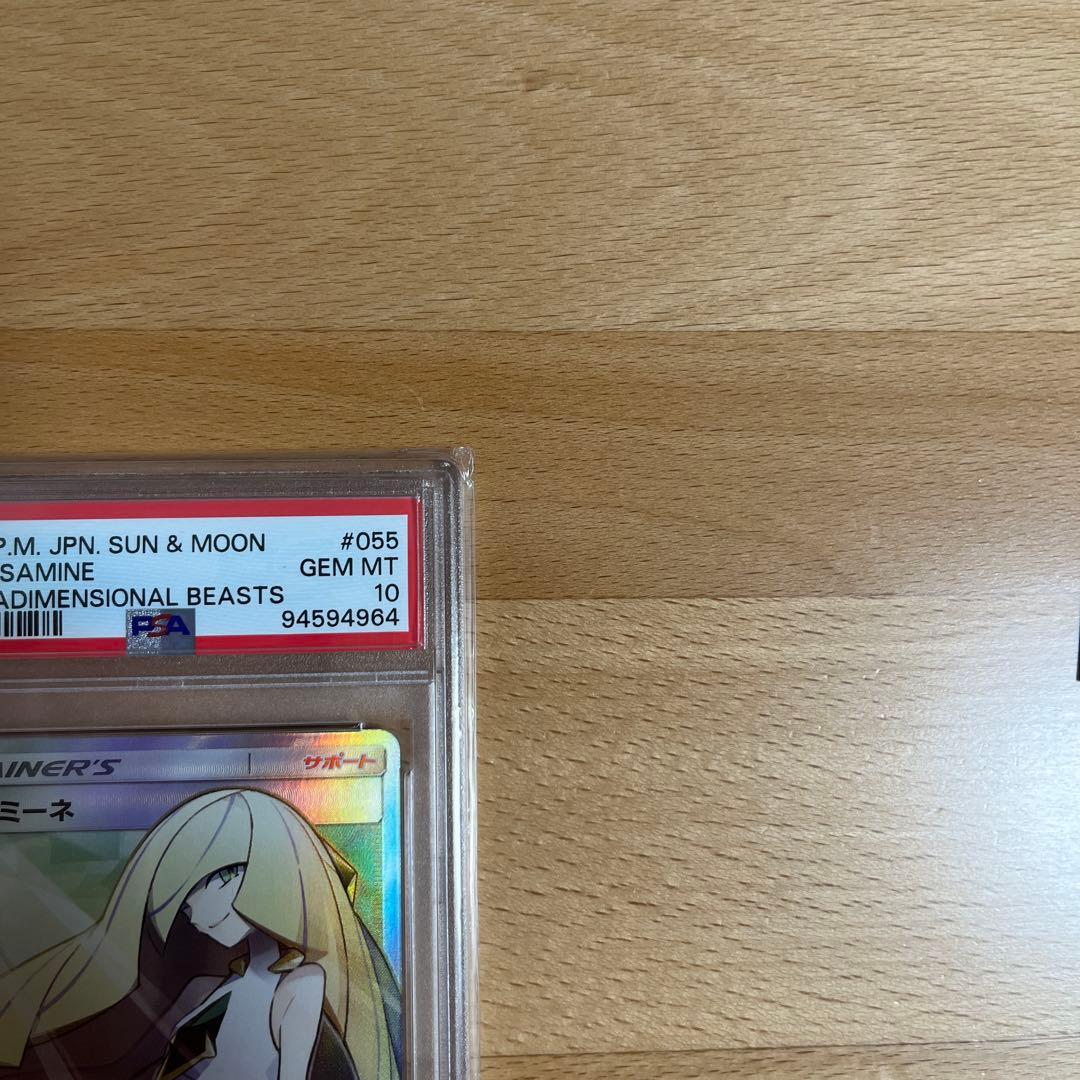 P.M. JPN. SUN & MOON #055
SAMINE GEM MT
ADIMENSIONAL BEASTS 10
PSA 94594964
AINER'S サポート
ミーネ